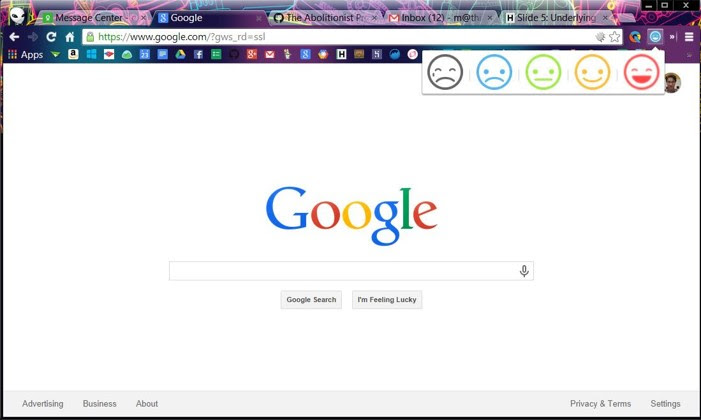 Message Center -
Google
The Abolitionist Pr
Inbox (12) - m@thi
Slide 5: Underlying
https://www.google.com/?gws_rd=ssl
Apps
Google
Google Search
I'm Feeling Lucky
Advertising
Business
About
Privacy & Terms
Settings